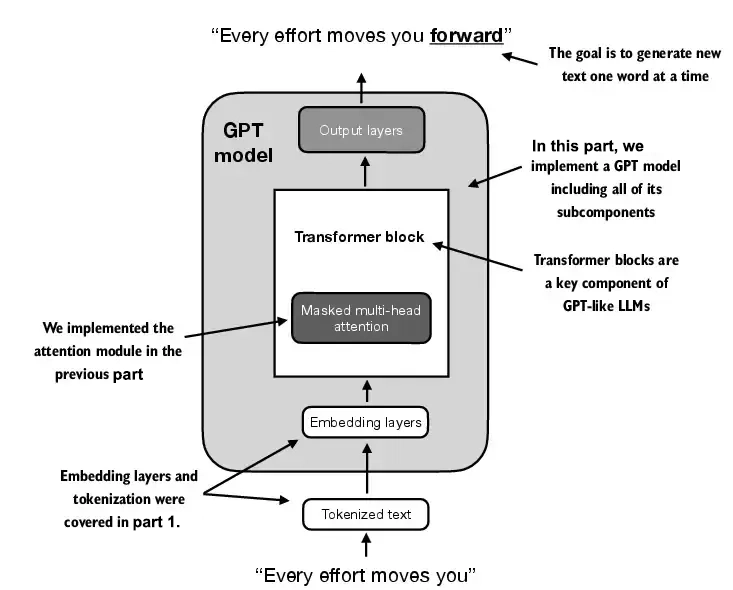 “Every effort moves you forward”
The goal is to generate new
text one word at a time
GPT
model
Output layers
In this part, we
implement a GPT model
including all of its
subcomponents
Transformer block
Transformer blocks are
a key component of
GPT-like LLMs
Masked multi-head
attention
We implemented the
attention module in the
previous part
Embedding layers
Embedding layers and
tokenization were
covered in part 1.
Tokenized text
“Every effort moves you”